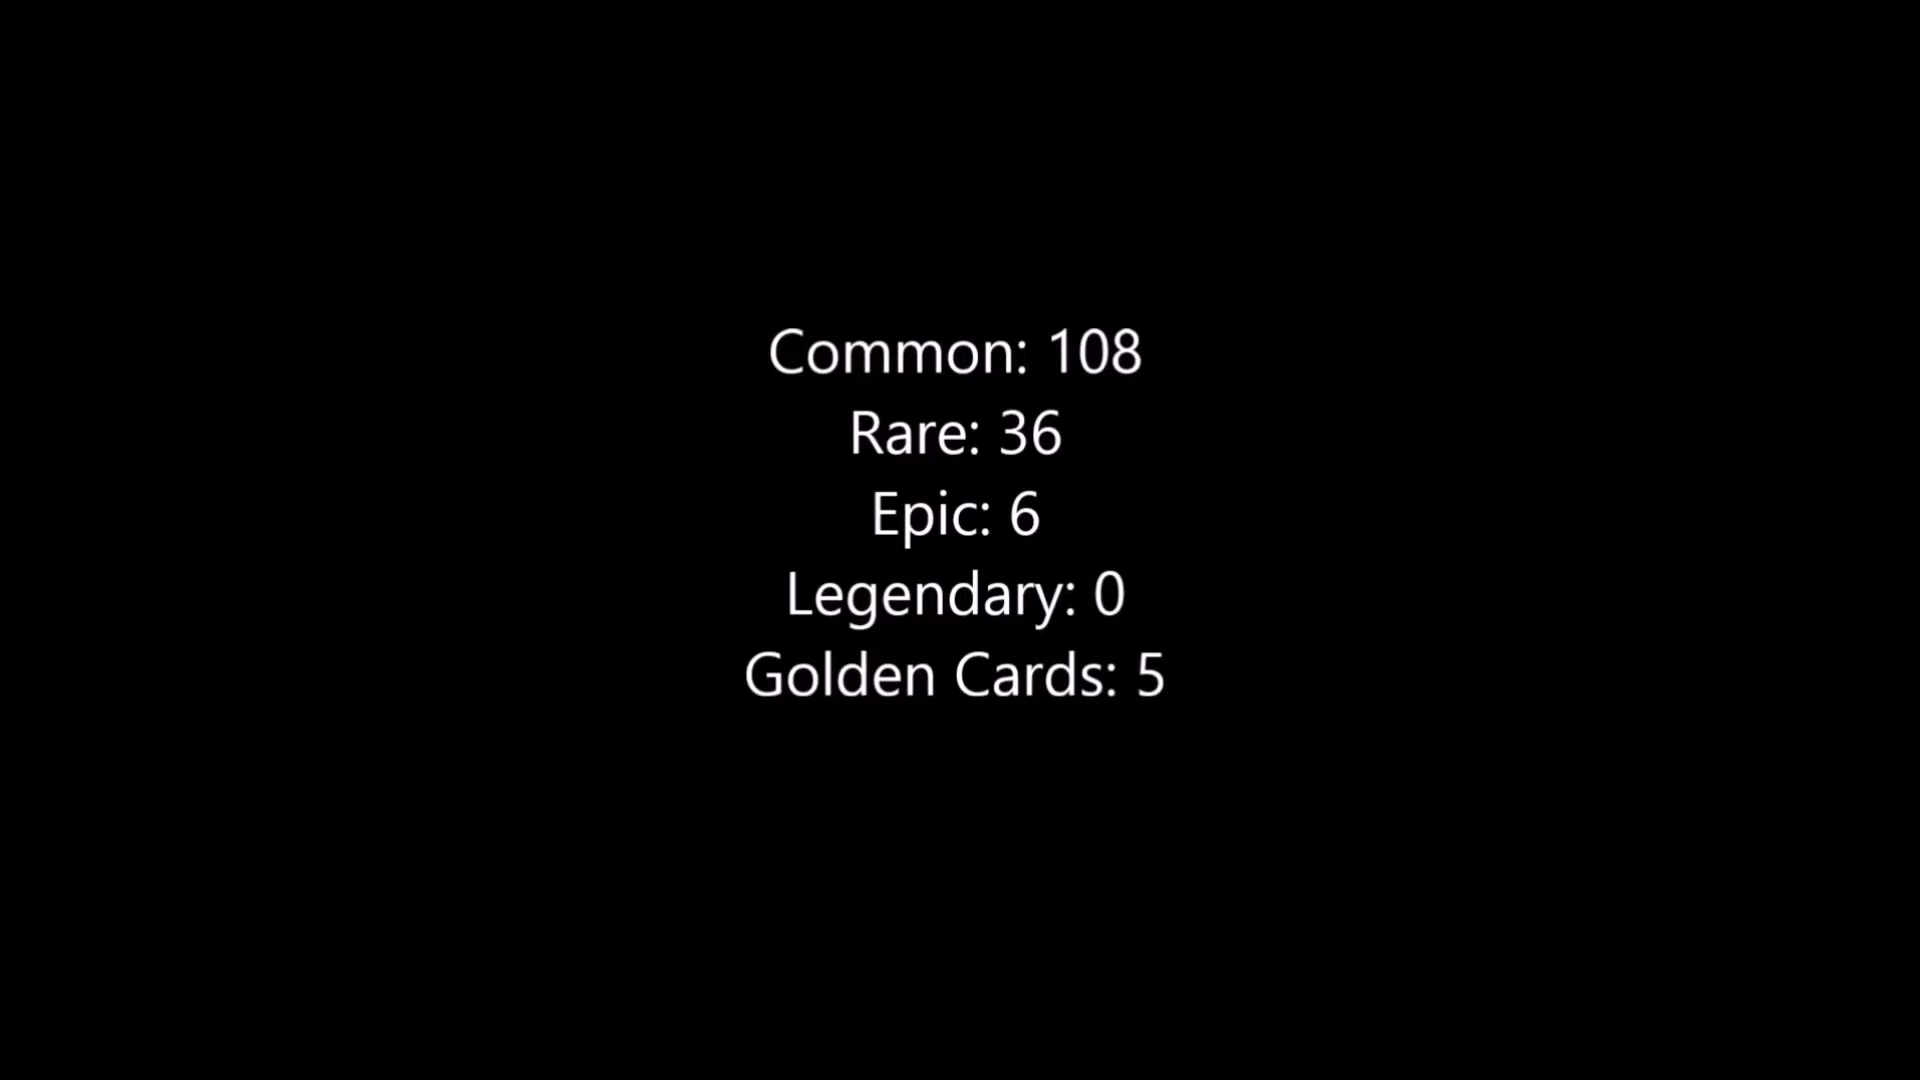 Common: 108
Rare: 36
Epic: 6
Legendary: 0
Golden Cards: 5